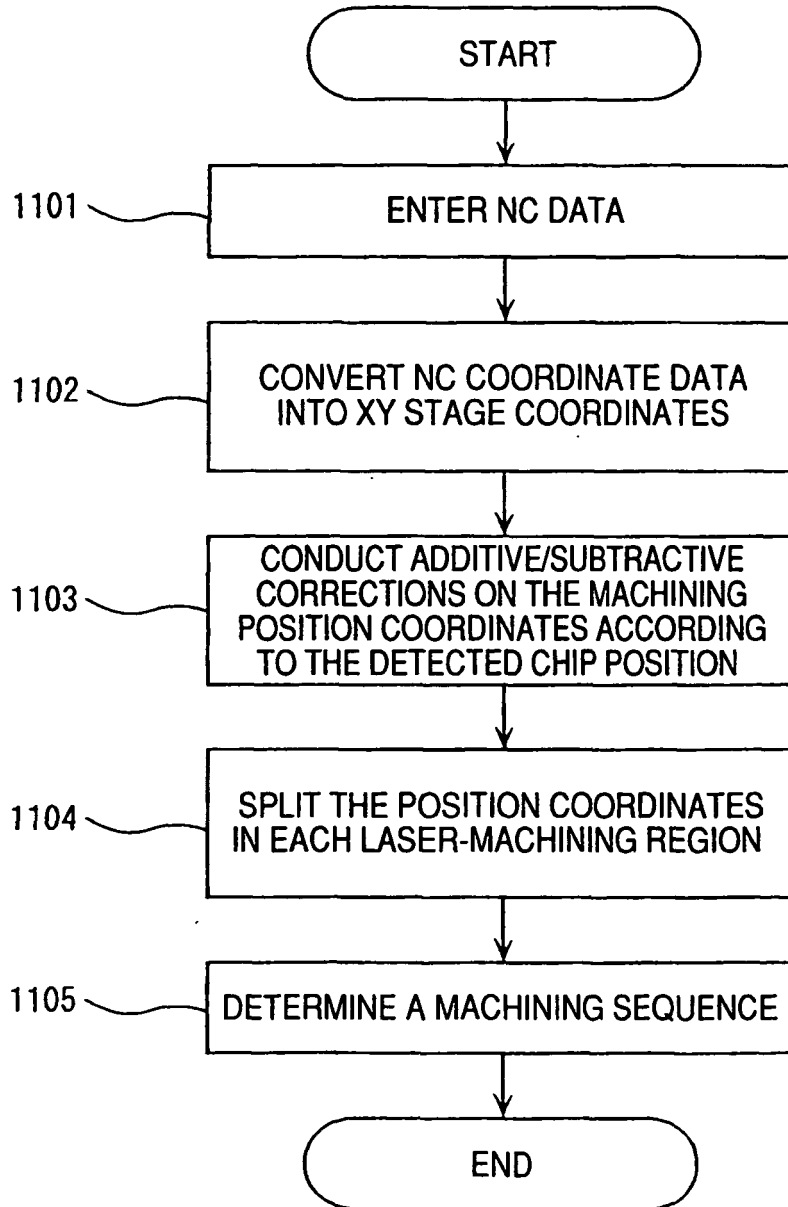 START
1101
ENTER NC DATA
1102
CONVERT NC COORDINATE DATA
INTO XY STAGE COORDINATES
1103
CONDUCT ADDITIVE/SUBTRACTIVE
CORRECTIONS ON THE MACHINING
POSITION COORDINATES ACCORDING
TO THE DETECTED CHIP POSITION
1104
SPLIT THE POSITION COORDINATES
IN EACH LASER-MACHINING REGION
1105
DETERMINE A MACHINING SEQUENCE
END